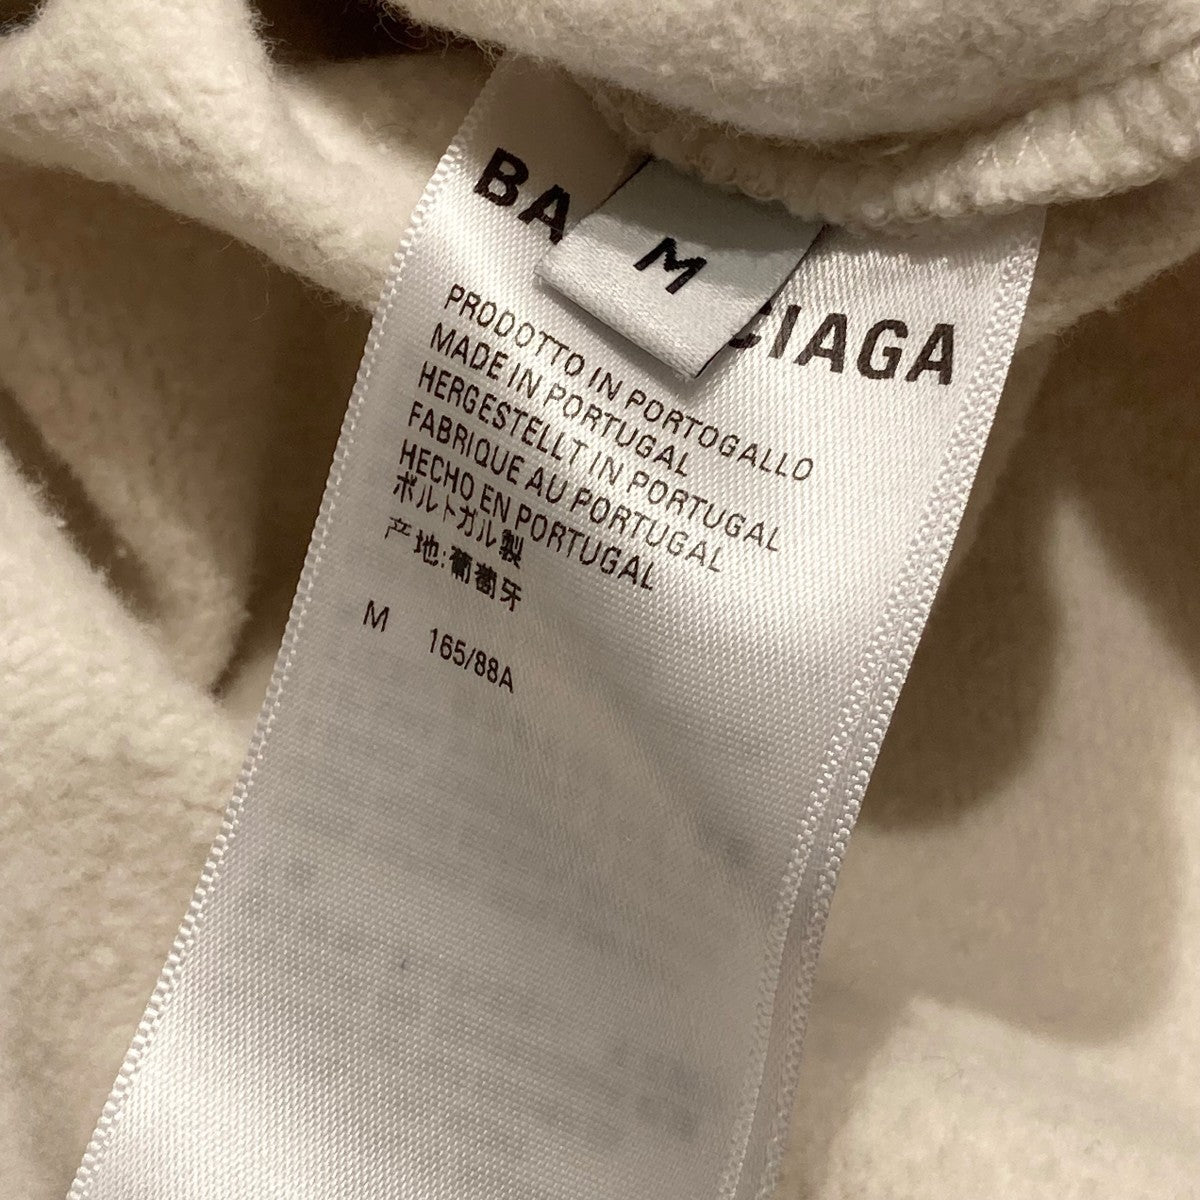 BA CIAGA
M
PRODOTTO IN PORTOGALLO
MADE IN PORTUGAL
HERGESTELLT IN PORTUGAL
FABRIQUE AU PORTUGAL
HECHO EN PORTUGAL
ポルトガル製
产地:葡萄牙
M 165/88A